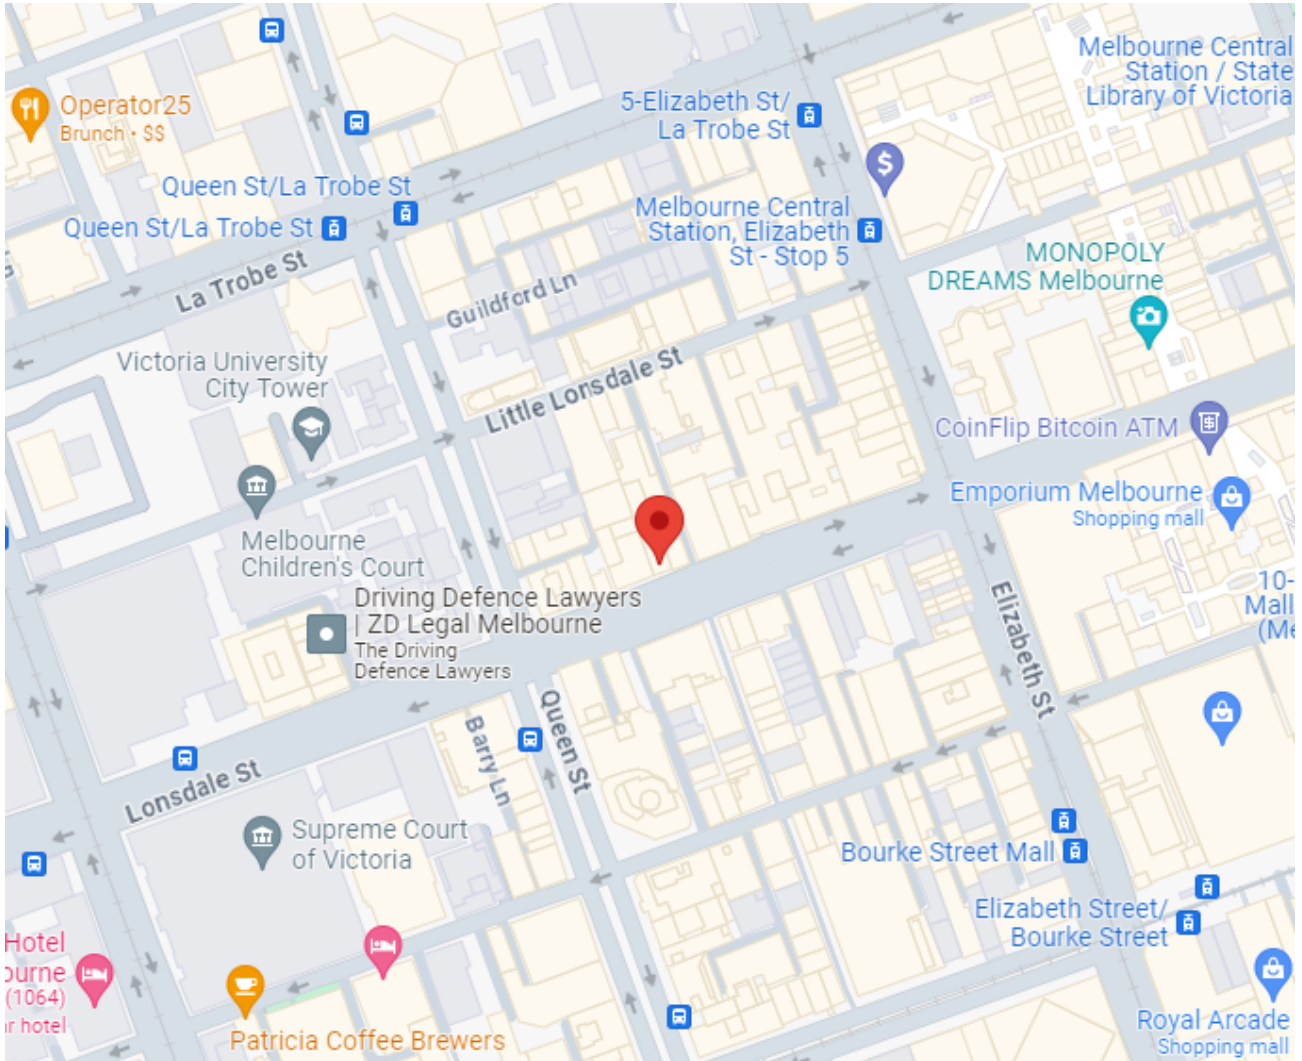 Operator25
Brunch • $$
5-Elizabeth St/
La Trobe St
Melbourne Central
Station / State
Library of Victoria
Queen St/La Trobe St
Queen St/La Trobe St
La Trobe St
Melbourne Central
Station, Elizabeth
St - Stop 5
MONOPOLY
DREAMS Melbourne
Guildford Ln
Victoria University
City Tower
Little Lonsdale St
CoinFlip Bitcoin ATM
Emporium Melbourne
Shopping mall
Melbourne
Children's Court
Driving Defence Lawyers
| ZD Legal Melbourne
The Driving
Defence Lawyers
10-
Mall
(Me
Elizabeth St
Queen St
Barry Ln
Lonsdale St
Supreme Court
of Victoria
Bourke Street Mall
Elizabeth Street/
Bourke Street
Hotel
ourne
(1064)
r hotel
Patricia Coffee Brewers
Royal Arcade
Shopping mall